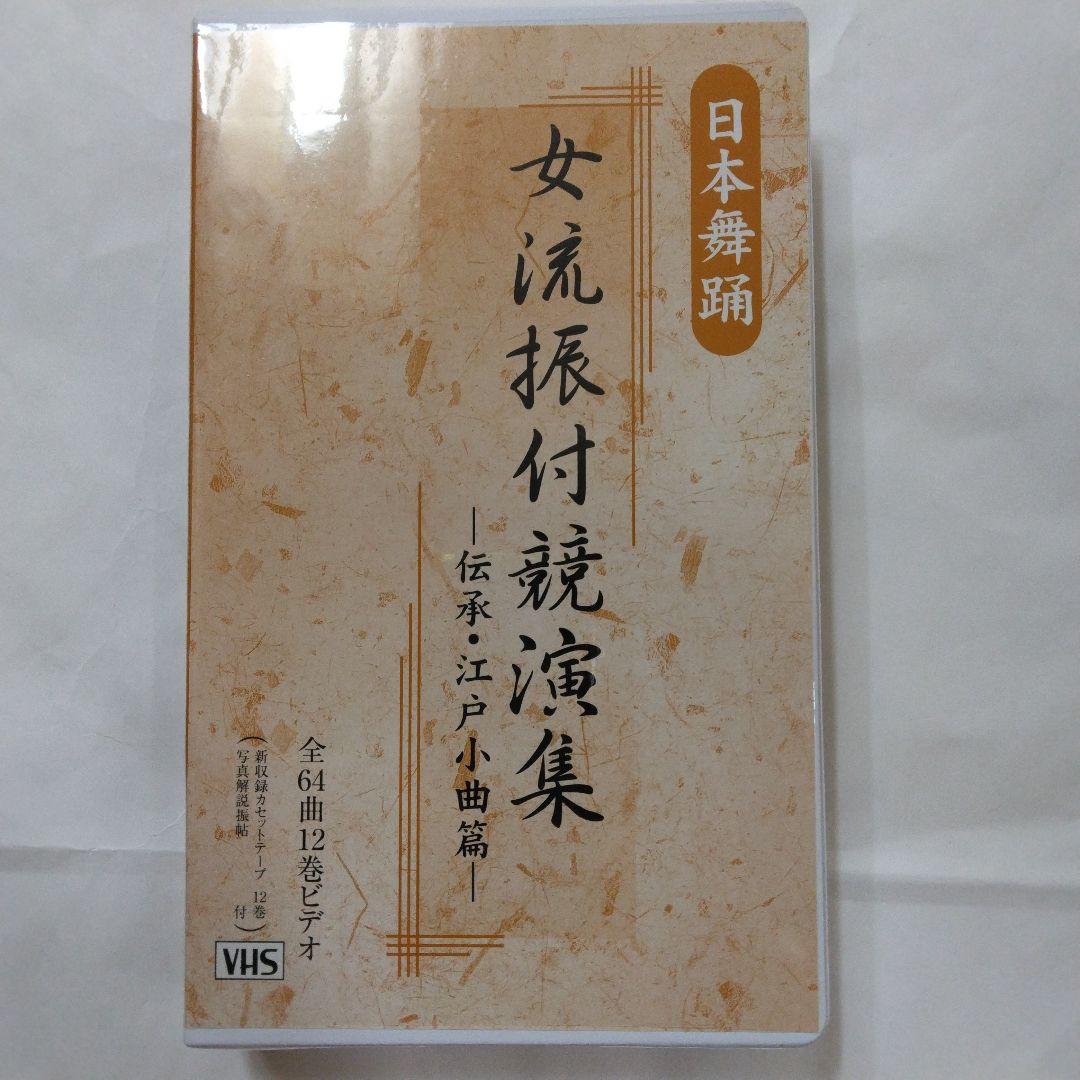 日本舞踊
女流振付競演集
―伝承・江戸小曲篇―
全64曲12巻ビデオ
(新収録カセットテープ 12巻
写真解説振帖 付)
VHS